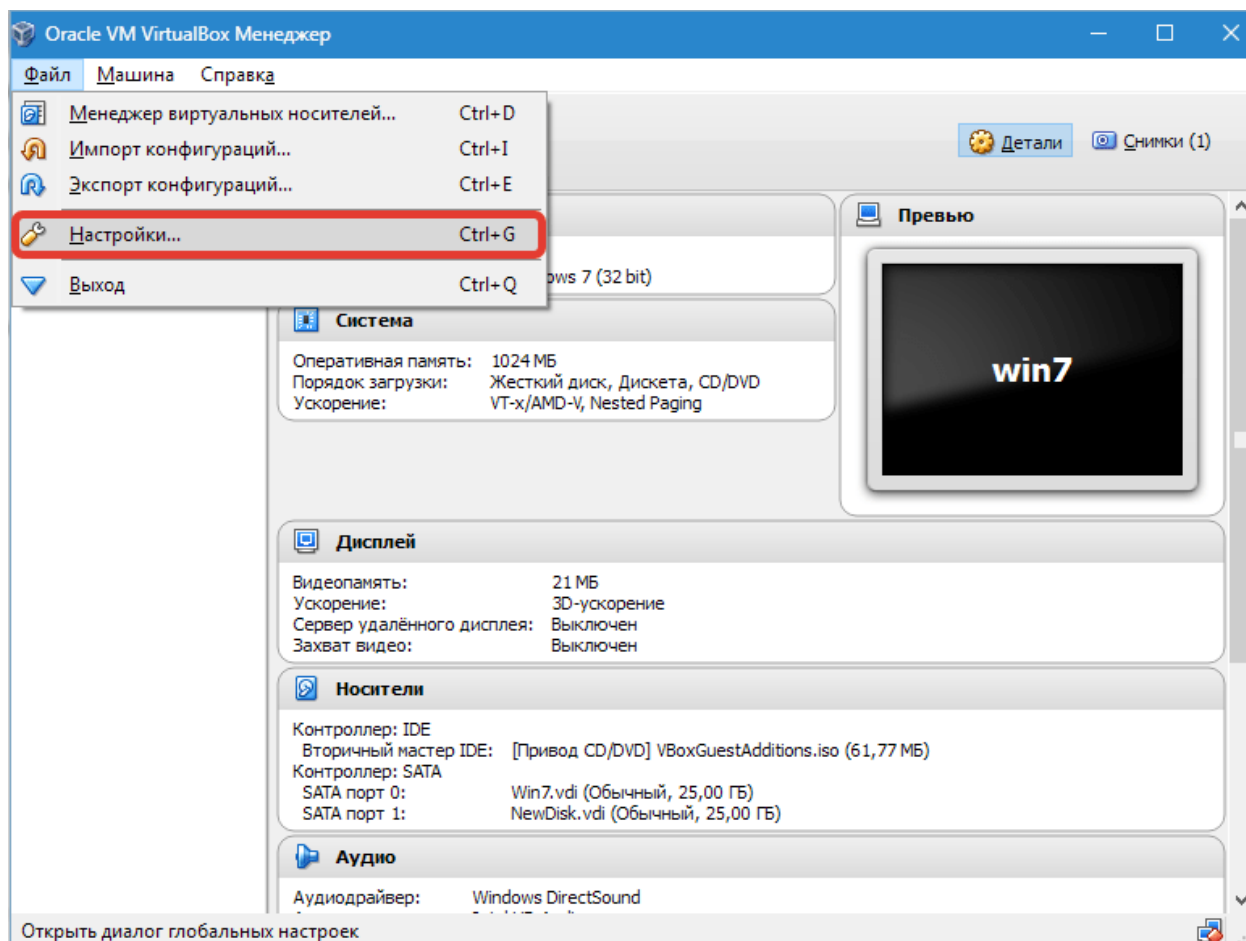 Oracle VM VirtualBox Менеджер
Файл Машина Справка
Менеджер виртуальных носителей... Ctrl+D
Импорт конфигураций... Ctrl+I
Экспорт конфигураций... Ctrl+E
Настройки... Ctrl+G
Выход Ctrl+Q
Детали Снимки (1)
7 (32 bit)
Превью
win7
Система
Оперативная память: 1024 МБ
Порядок загрузки: Жесткий диск, Дискета, CD/DVD
Ускорение: VT-x/AMD-V, Nested Paging
Дисплей
Видеопамять: 21 МБ
Ускорение: 3D-ускорение
Сервер удалённого дисплея: Выключен
Захват видео: Выключен
Носители
Контроллер: IDE
Вторичный мастер IDE: [Привод CD/DVD] VBoxGuestAdditions.iso (61,77 МБ)
Контроллер: SATA
SATA порт 0: Win7.vdi (Обычный, 25,00 ГБ)
SATA порт 1: NewDisk.vdi (Обычный, 25,00 ГБ)
Аудио
Аудиодрайвер: Windows DirectSound
Открыть диалог глобальных настроек